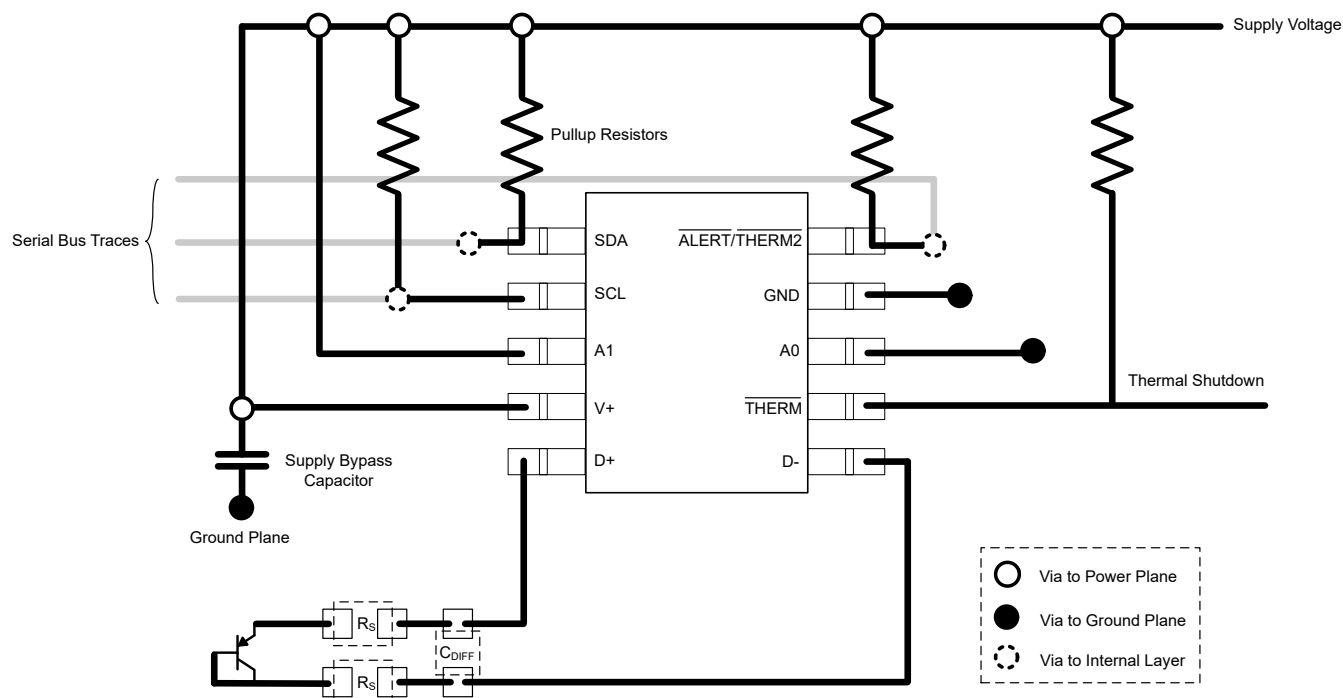 Supply Voltage
Pullup Resistors
Serial Bus Traces
SDA
ALERT/THERM2
SCL
GND
A1
A0
Thermal Shutdown
V+
THERM
Supply Bypass
Capacitor
D+
D-
Ground Plane
Via to Power Plane
RS
Via to Ground Plane
CDIFF
Via to Internal Layer
RS